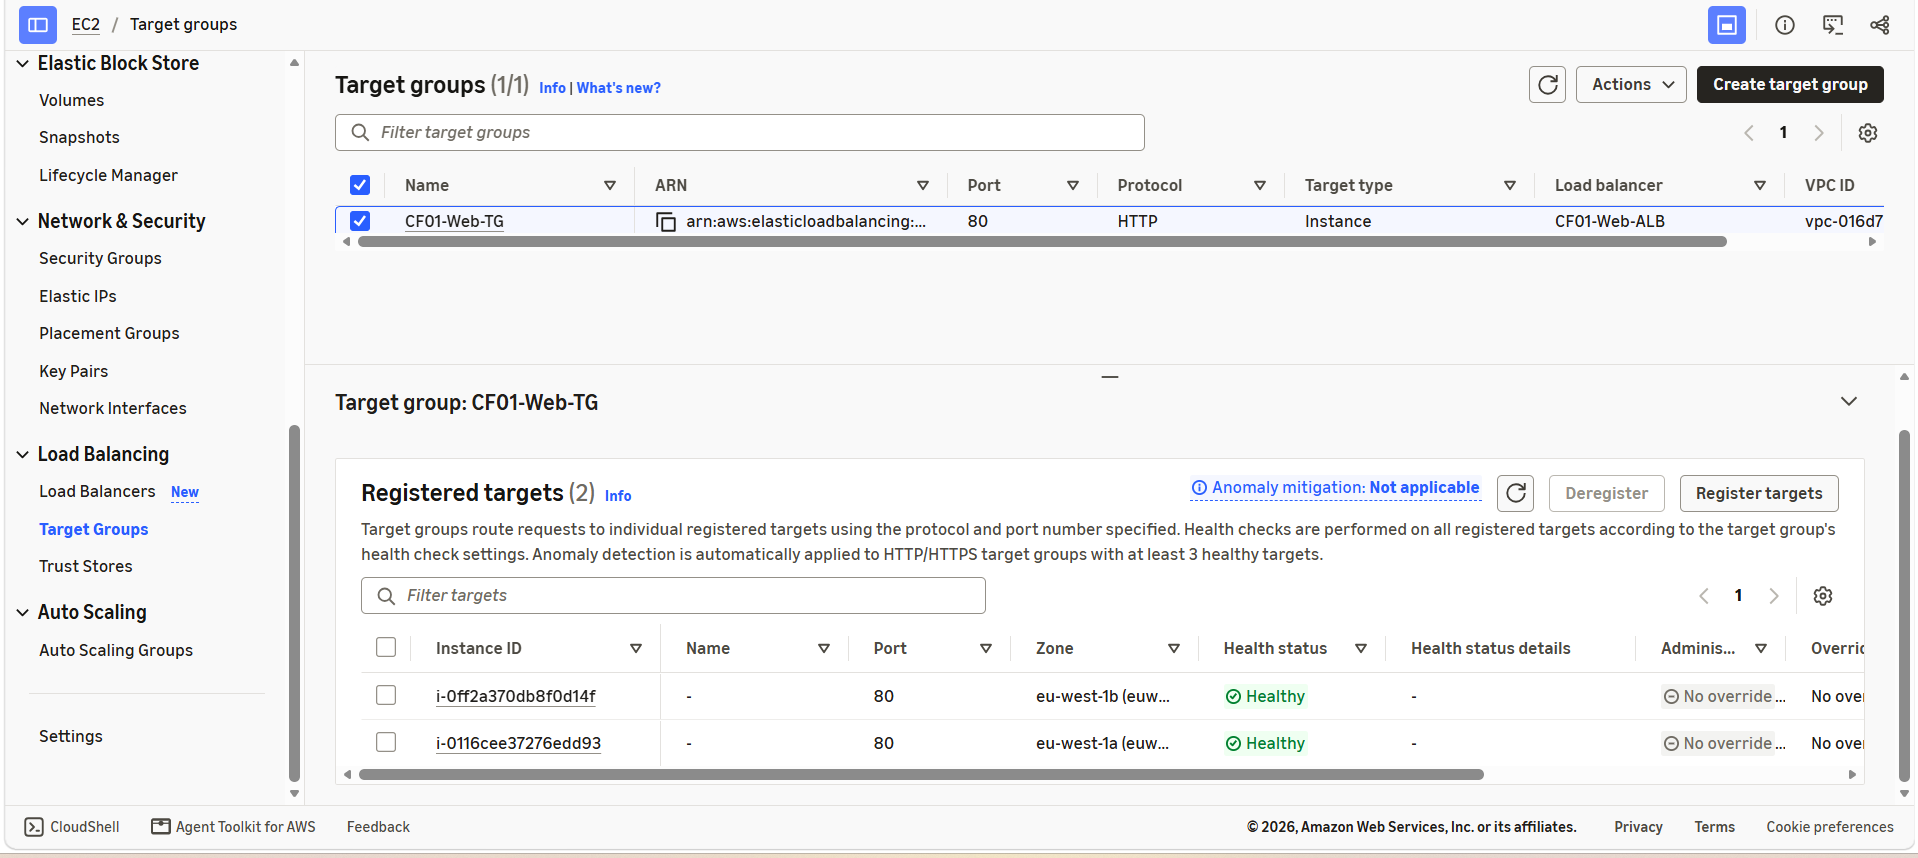 EC2 / Target groups
Elastic Block Store
Volumes
Snapshots
Lifecycle Manager
Network & Security
Security Groups
Elastic IPs
Placement Groups
Key Pairs
Network Interfaces
Load Balancing
Load Balancers New
Target Groups
Trust Stores
Auto Scaling
Auto Scaling Groups
Settings
Target groups (1/1) Info | What's new?
Actions
Create target group
Filter target groups
1
Name ARN Port Protocol Target type Load balancer VPC ID
CF01-Web-TG arn:aws:elasticloadbalancing:... 80 HTTP Instance CF01-Web-ALB vpc-016d7
Target group: CF01-Web-TG
Registered targets (2) Info
Anomaly mitigation: Not applicable
Deregister
Register targets
Target groups route requests to individual registered targets using the protocol and port number specified. Health checks are performed on all registered targets according to the target group's
health check settings. Anomaly detection is automatically applied to HTTP/HTTPS target groups with at least 3 healthy targets.
Filter targets
1
Instance ID Name Port Zone Health status Health status details Adminis... Overric
i-0ff2a370db8f0d14f - 80 eu-west-1b (euw... Healthy - No override ... No over
i-0116cee37276edd93 - 80 eu-west-1a (euw... Healthy - No override ... No over
CloudShell Agent Toolkit for AWS Feedback
© 2026, Amazon Web Services, Inc. or its affiliates. Privacy Terms Cookie preferences